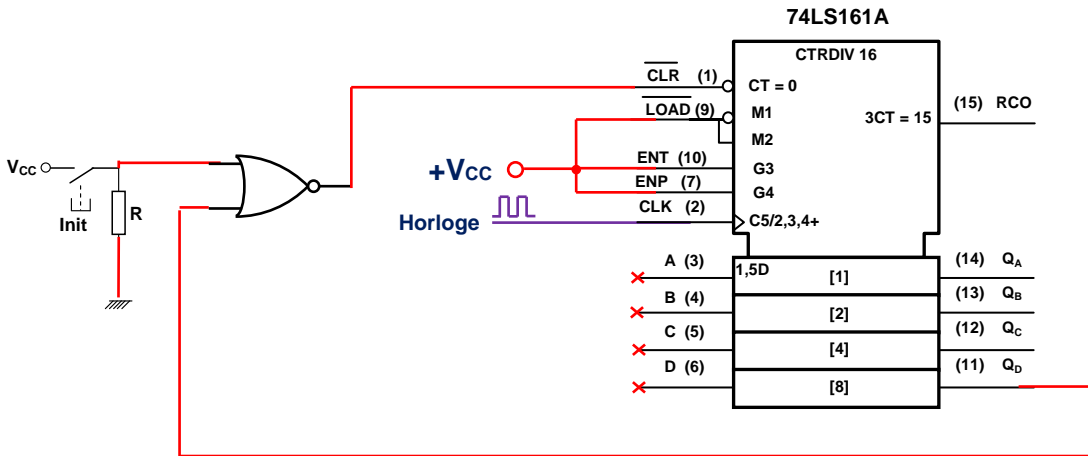 74LS161A
CTRDIV 16
CLR (1) CT = 0
LOAD (9) M1
M2
3CT = 15 (15) RCO
ENT (10) G3
ENP (7) G4
CLK (2) C5/2,3,4+
+VCC
Horloge
VCC
Init
R
A (3) 1,5D [1] (14) QA
B (4) [2] (13) QB
C (5) [4] (12) QC
D (6) [8] (11) QD